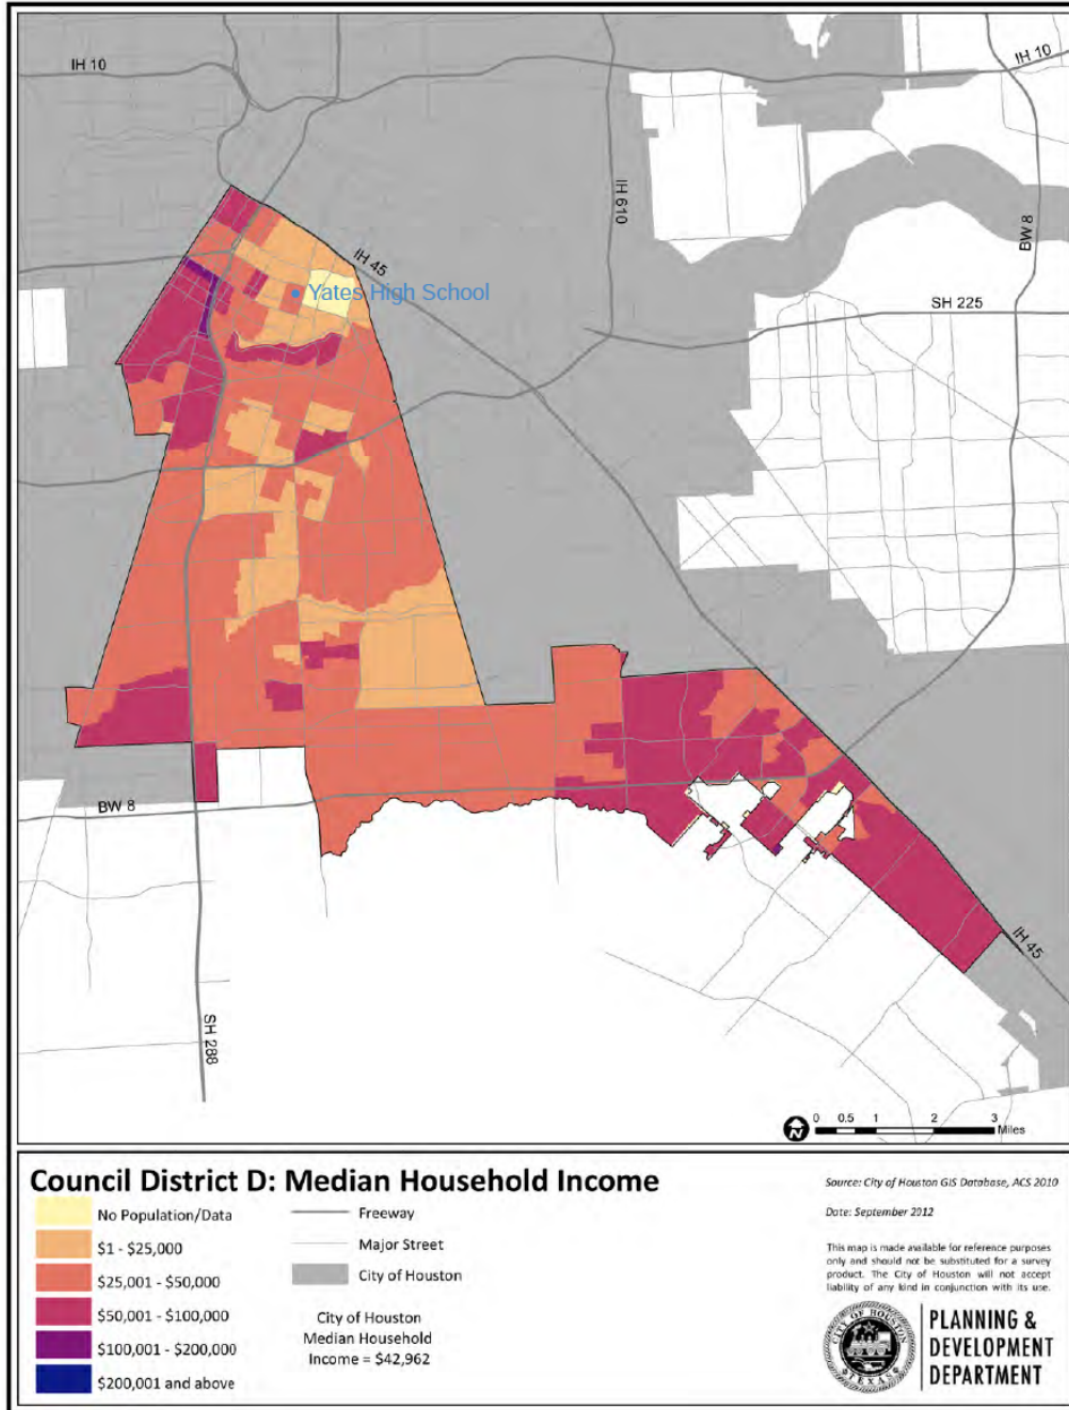 IH 10
IH 10
IH 610
BW 8
IH 45
Yates High School
SH 225
BW 8
IH 45
SH 288
0 0.5 1 2 3
Miles
N
Council District D: Median Household Income
No Population/Data
$1 - $25,000
$25,001 - $50,000
$50,001 - $100,000
$100,001 - $200,000
$200,001 and above
Freeway
Major Street
City of Houston
City of Houston
Median Household
Income = $42,962
Source: City of Houston GIS Database, ACS 2010
Date: September 2012
This map is made available for reference purposes
only and should not be substituted for a survey
product. The City of Houston will not accept
liability of any kind in conjunction with its use.
CITY OF HOUSTON
TEXAS
PLANNING &
DEVELOPMENT
DEPARTMENT